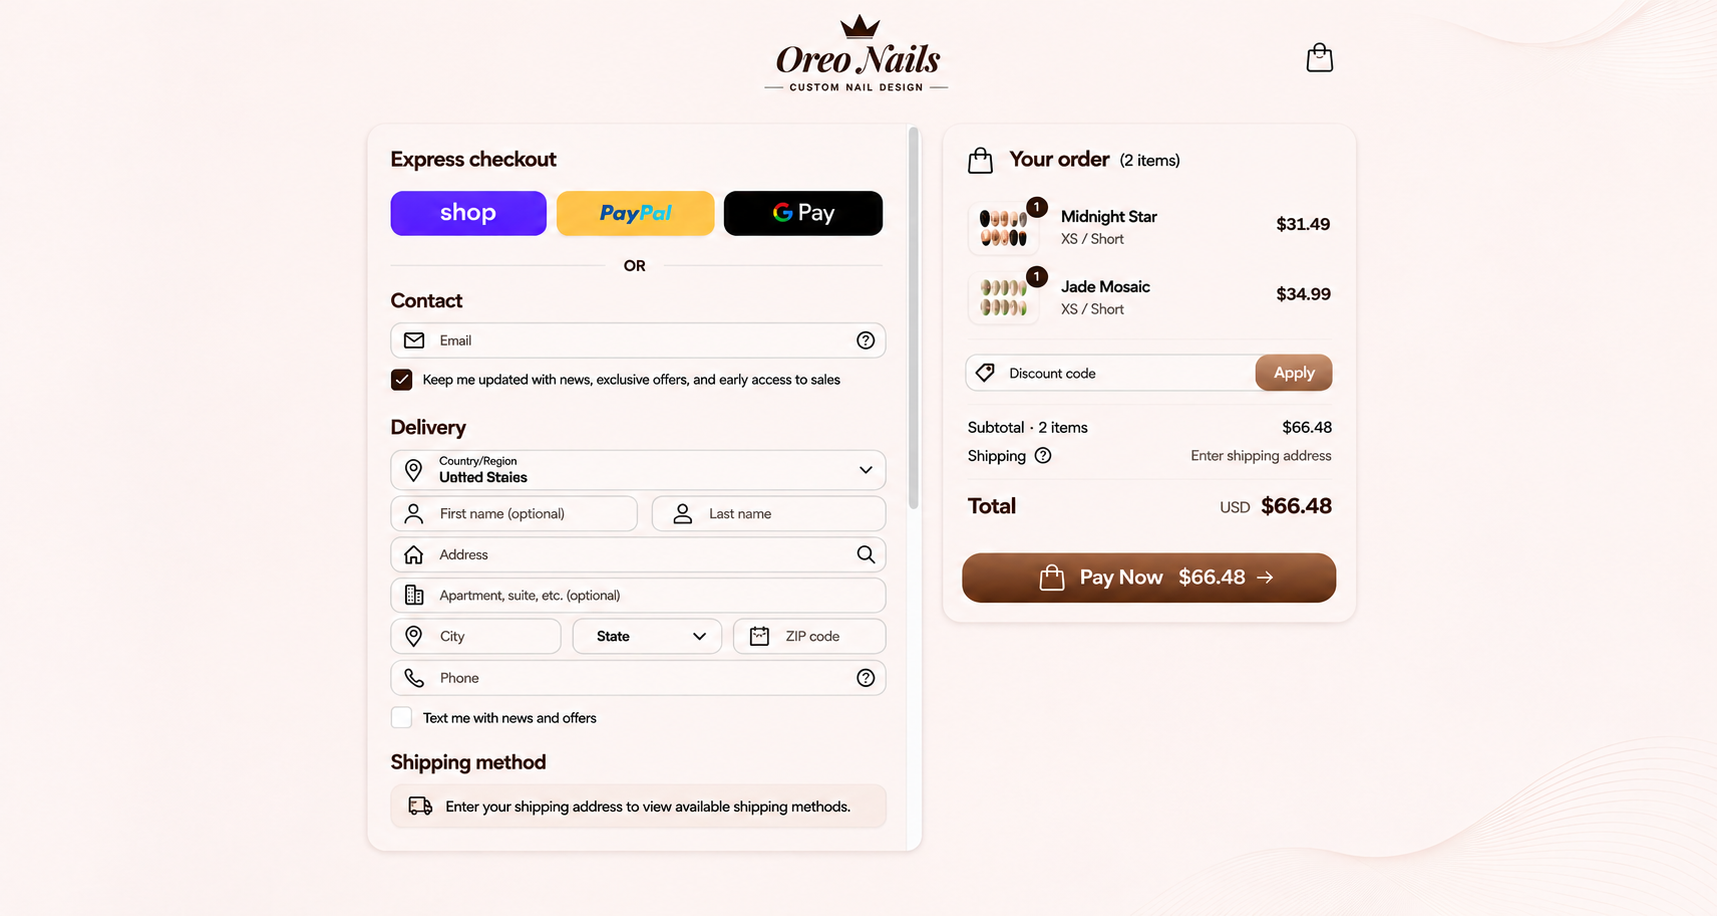 Oreo Nails
CUSTOM NAIL DESIGN
Express checkout
shop
PayPal
G Pay
OR
Contact
Email
Keep me updated with news, exclusive offers, and early access to sales
Delivery
Country/Region
Untted Staies
First name (optional)
Last name
Address
Apartment, suite, etc. (optional)
City
State
ZIP code
Phone
Text me with news and offers
Shipping method
Enter your shipping address to view available shipping methods.
Your order (2 items)
1
Midnight Star
XS / Short
$31.49
1
Jade Mosaic
XS / Short
$34.99
Discount code
Apply
Subtotal · 2 items
$66.48
Shipping
Enter shipping address
Total
USD $66.48
Pay Now $66.48 →